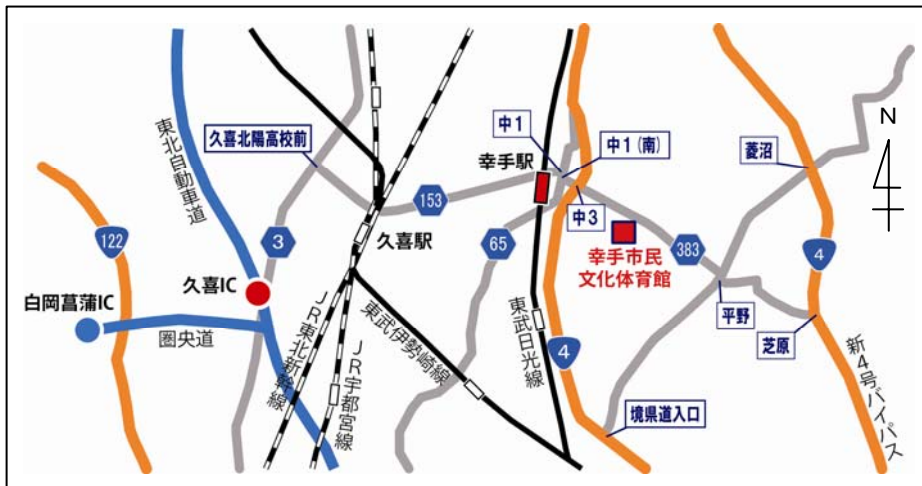 東北自動車道
久喜北陽高校前
幸手駅
中1
中1(南)
中3
菱沼
N
122
3
153
久喜駅
65
幸手市民
文化体育館
383
4
白岡菖蒲IC
久喜IC
圏央道
JR東北新幹線
JR宇都宮線
東武伊勢崎線
東武日光線
4
平野
芝原
境県道入口
新4号バイパス